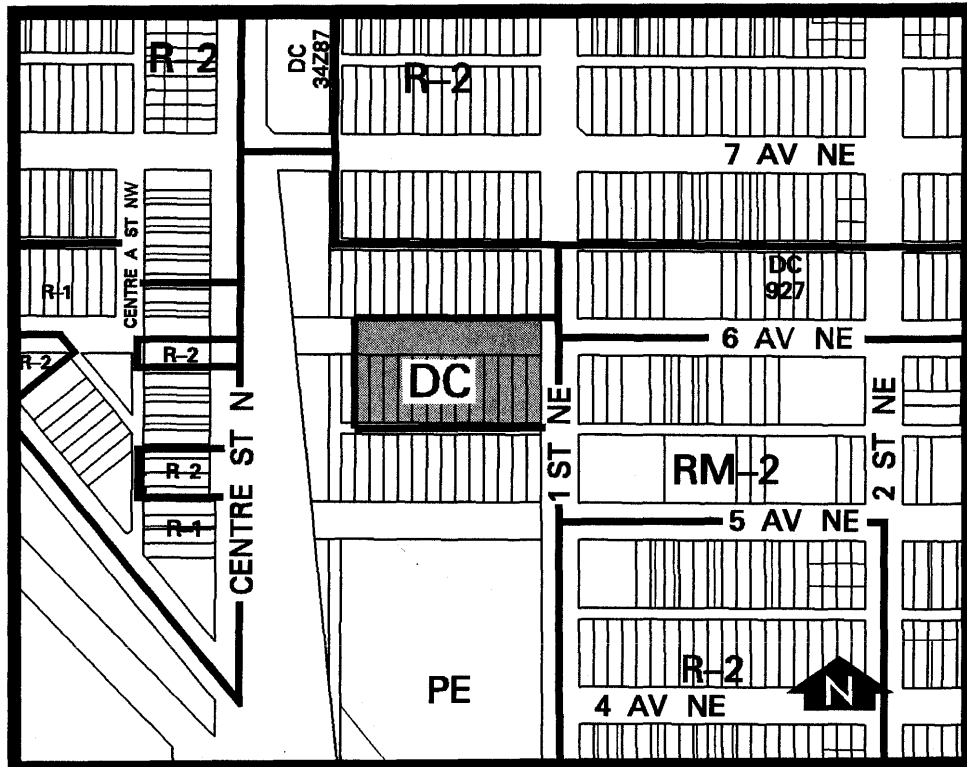 R-2
DC
34Z87
R-2
7 AV NE
CENTRE A ST NW
R-1
DC
927
6 AV NE
R-2
R-2
DC
CENTRE ST N
1 ST NE
2 ST NE
R-2
RM-2
R-1
5 AV NE
R-2
PE
4 AV NE
N